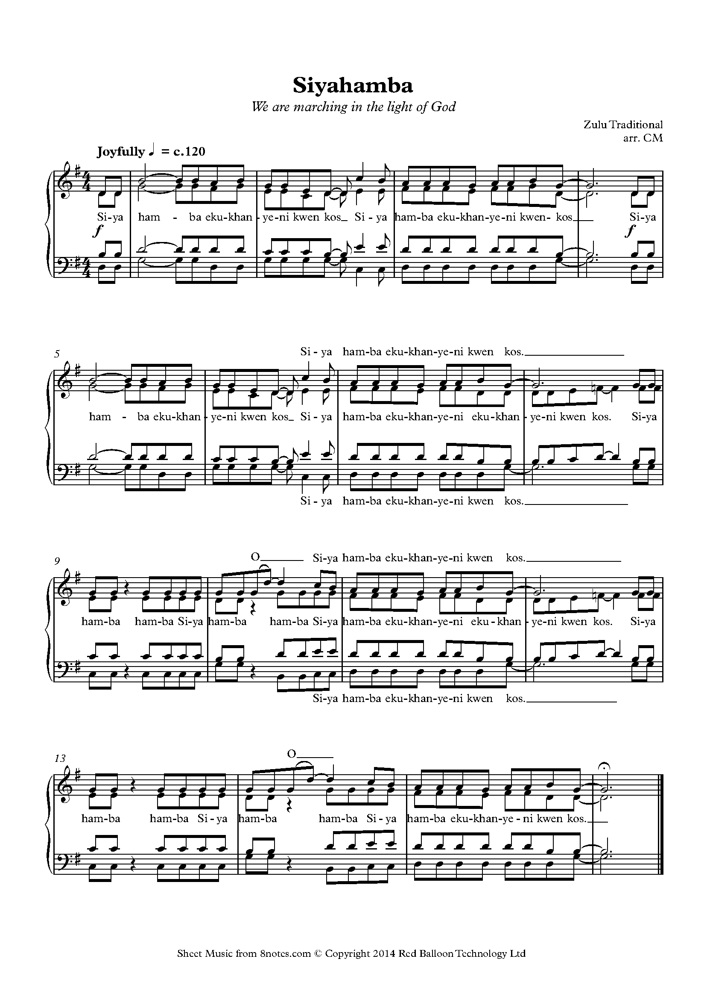 Siyahamba
We are marching in the light of God
Zulu Traditional
arr. CM
Joyfully ♩ = c.120
4 4
Si-ya ham - ba eku-khan - ye-ni kwen kos_ Si - ya ham-ba eku-khan-ye-ni kwen- kos_ Si-ya
f f
4 4
5
Si - ya ham-ba eku-khan-ye-ni kwen kos._
ham - ba eku-khan - ye-ni kwen kos_ Si - ya ham-ba eku-khan-ye-ni eku-khan - ye-ni kwen kos. Si-ya
Si - ya ham-ba eku-khan-ye-ni kwen kos._
9
O_ Si-ya ham-ba eku-khan-ye-ni kwen kos._
ham-ba ham-ba Si-ya ham-ba ham-ba Si-ya ham-ba eku-khan-ye-ni eku-khan - ye-ni kwen kos. Si-ya
Si-ya ham-ba eku-khan-ye-ni kwen kos._
13
O_
ham-ba ham-ba Si - ya ham-ba ham-ba Si - ya ham-ba eku-khan-ye - ni kwen kos._
Sheet Music from 8notes.com © Copyright 2014 Red Balloon Technology Ltd